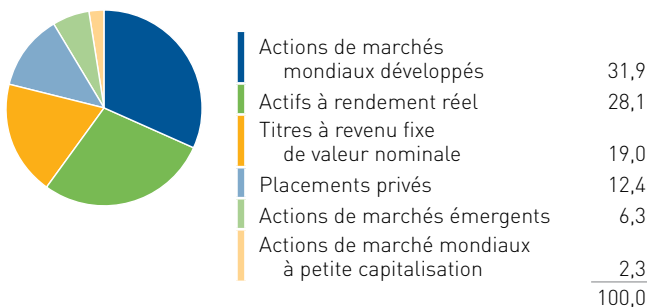 Actions de marchés
mondiaux développés 31,9
Actifs à rendement réel 28,1
Titres à revenu fixe
de valeur nominale 19,0
Placements privés 12,4
Actions de marchés émergents 6,3
Actions de marché mondiaux
à petite capitalisation 2,3
100,0